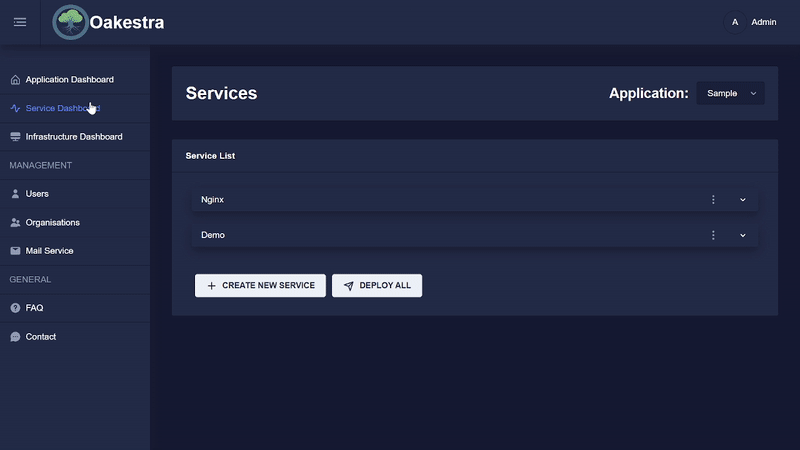 Oakestra
A
Admin
Application Dashboard
Service Dashboard
Infrastructure Dashboard
MANAGEMENT
Users
Organisations
Mail Service
GENERAL
FAQ
Contact
Services
Application:
Sample
Service List
Nginx
Demo
CREATE NEW SERVICE
DEPLOY ALL